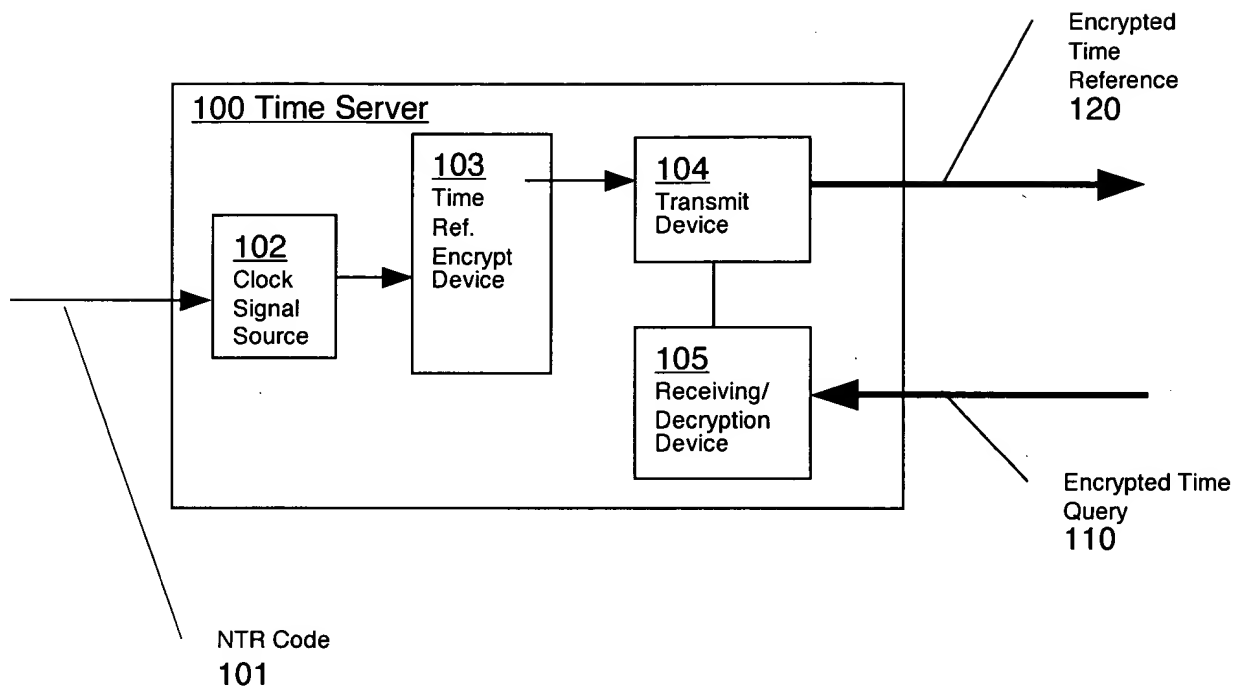 Encrypted
Time
Reference
120
100 Time Server
103
Time
Ref.
Encrypt
Device
104
Transmit
Device
102
Clock
Signal
Source
105
Receiving/
Decryption
Device
Encrypted Time
Query
110
NTR Code
101